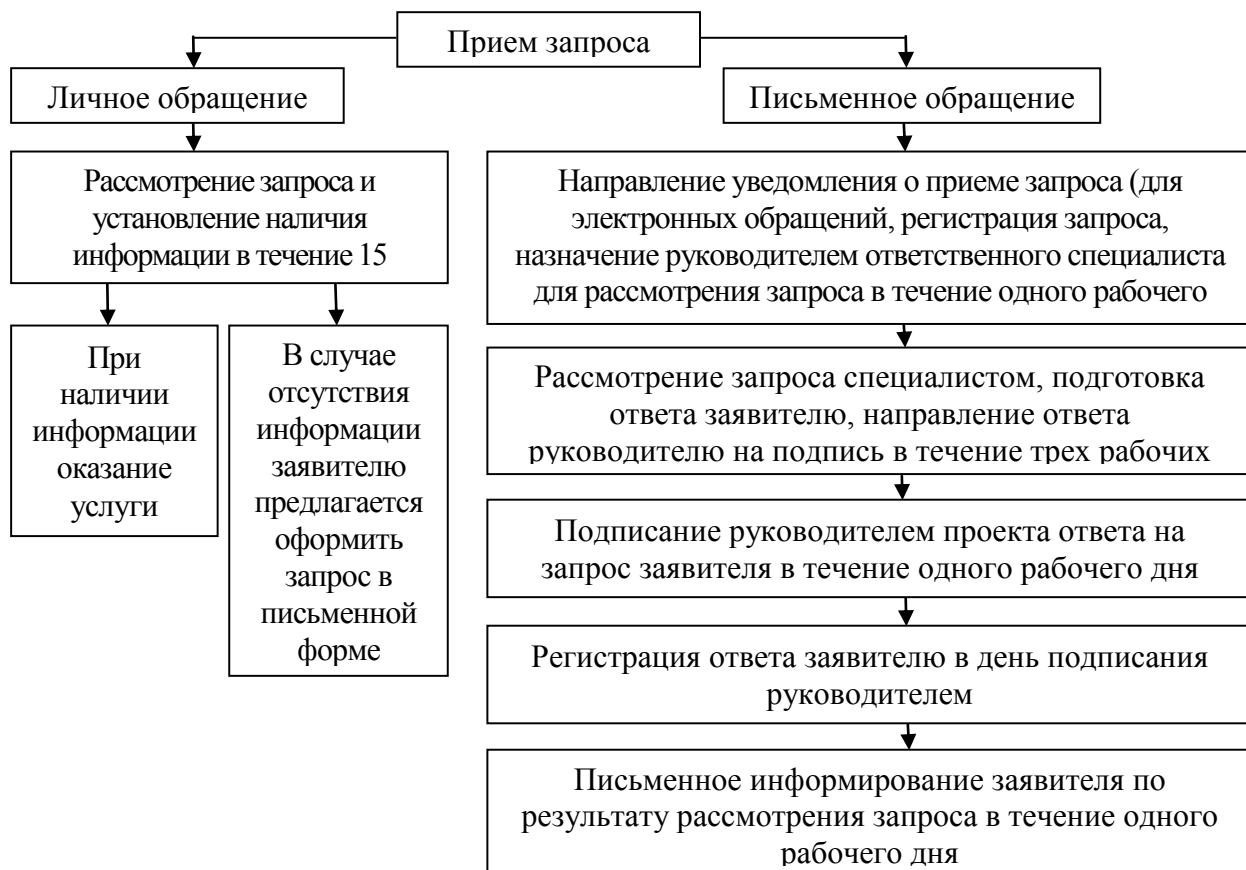 Прием запроса
Личное обращение
Письменное обращение
Рассмотрение запроса и
установление наличия
информации в течение 15
При
наличии
информации
оказание
услуги
В случае
отсутствия
информации
заявителю
предлагается
оформить
запрос в
письменной
форме
Направление уведомления о приеме запроса (для
электронных обращений, регистрация запроса,
назначение руководителем ответственного специалиста
для рассмотрения запроса в течение одного рабочего
Рассмотрение запроса специалистом, подготовка
ответа заявителю, направление ответа
руководителю на подпись в течение трех рабочих
Подписание руководителем проекта ответа на
запрос заявителя в течение одного рабочего дня
Регистрация ответа заявителю в день подписания
руководителем
Письменное информирование заявителя по
результату рассмотрения запроса в течение одного
рабочего дня